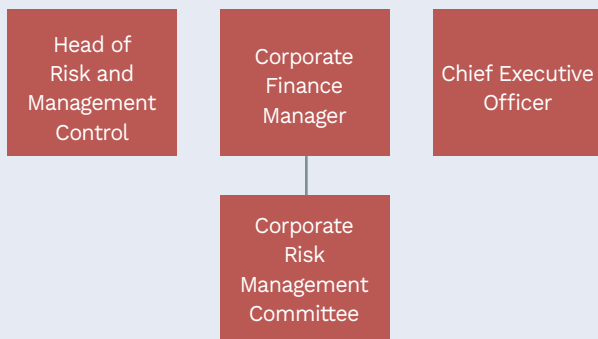 Head of
Risk and
Management
Control
Corporate
Finance
Manager
Chief Executive
Officer
Corporate
Risk
Management
Committee